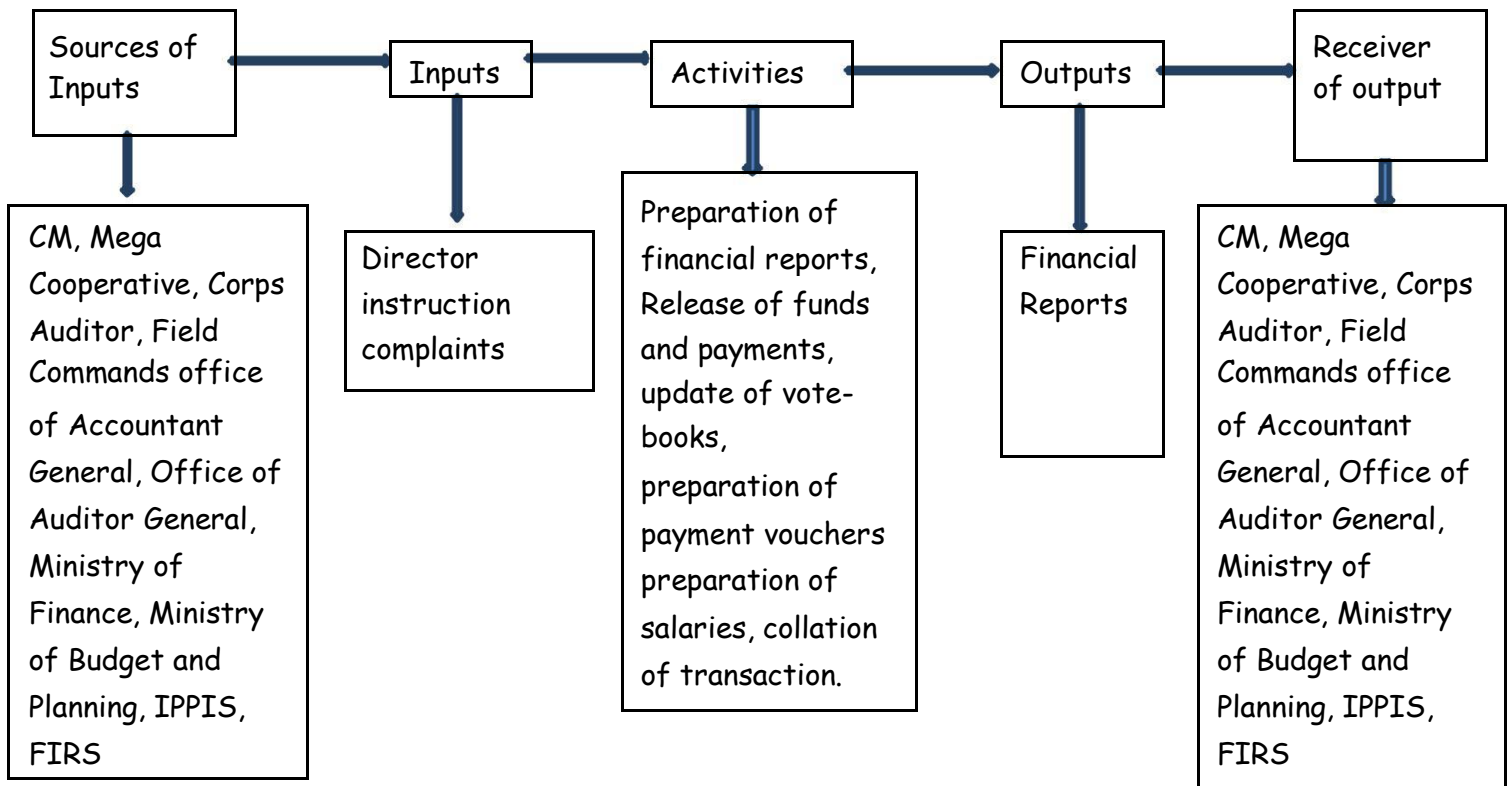 Sources of
Inputs
Inputs
Activities
Outputs
Receiver
of output
CM, Mega
Cooperative, Corps
Auditor, Field
Commands office
of Accountant
General, Office of
Auditor General,
Ministry of
Finance, Ministry
of Budget and
Planning, IPPIS,
FIRS
Director
instruction
complaints
Preparation of
financial reports,
Release of funds
and payments,
update of vote-
books,
preparation of
payment vouchers
preparation of
salaries, collation
of transaction.
Financial
Reports
CM, Mega
Cooperative, Corps
Auditor, Field
Commands office
of Accountant
General, Office of
Auditor General,
Ministry of
Finance, Ministry
of Budget and
Planning, IPPIS,
FIRS